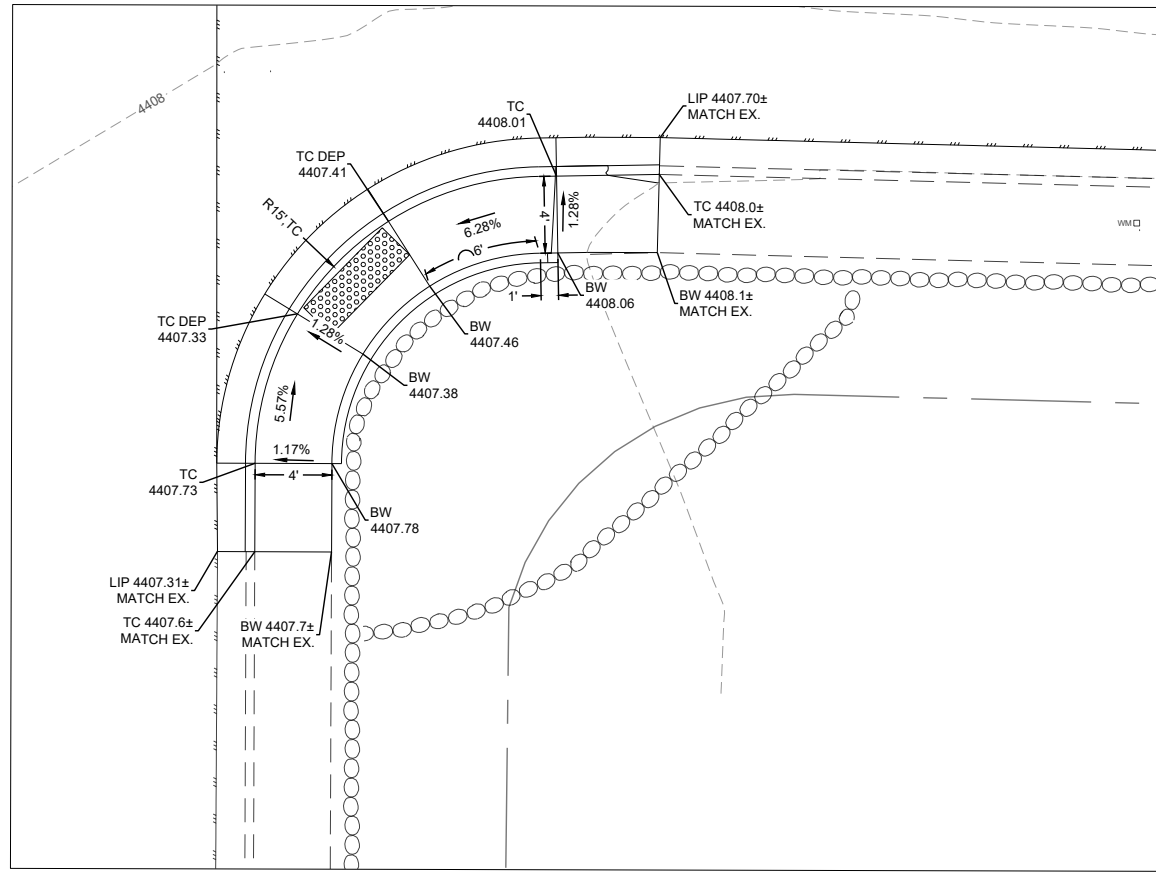 4408
TC
4408.01
LIP 4407.70±
MATCH EX.
TC DEP
4407.41
R15',TC
6.28%
6'
4'
1.28%
TC 4408.0±
MATCH EX.
WM
1'
BW
4408.06
BW 4408.1±
MATCH EX.
TC DEP
4407.33
1.28%
BW
4407.46
BW
4407.38
5.57%
1.17%
4'
TC
4407.73
BW
4407.78
LIP 4407.31±
MATCH EX.
TC 4407.6±
MATCH EX.
BW 4407.7±
MATCH EX.